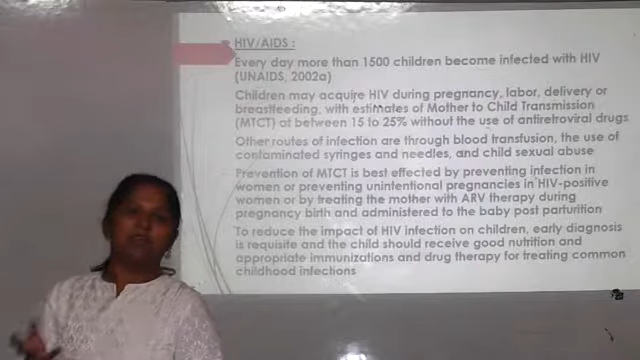 HIV/AIDS :
Every day more than 1500 children become infected with HIV
(UNAIDS, 2002a)
Children may acquire HIV during pregnancy, labor, delivery or
breastfeeding, with estimates of Mother to Child Transmission
(MTCT) at between 15 to 25% without the use of antiretroviral drugs
Other routes of infection are through blood transfusion, the use of
contaminated syringes and needles, and child sexual abuse
Prevention of MTCT is best effected by preventing infection in
women or preventing unintentional pregnancies in HIV-positive
women or by treating the mother with ARV therapy during
pregnancy birth and administered to the baby post parturition
To reduce the impact of HIV infection on children, early diagnosis
is requisite and the child should receive good nutrition and
appropriate immunizations and drug therapy for treating common
childhood infections